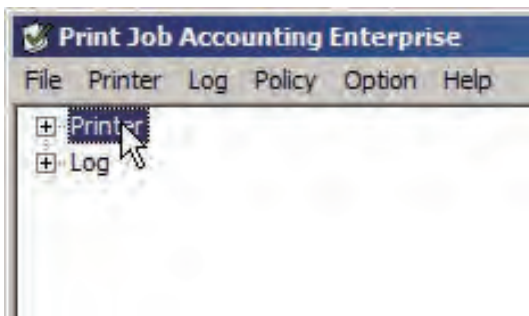 Print Job Accounting Enterprise
File Printer Log Policy Option Help
Printer
Log